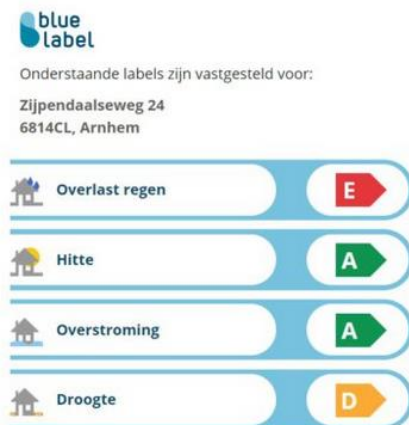 blue
label
Onderstaande labels zijn vastgesteld voor:
Zijpendaalseweg 24
6814CL, Arnhem
Overlast regen E
Hitte A
Overstroming A
Droogte D